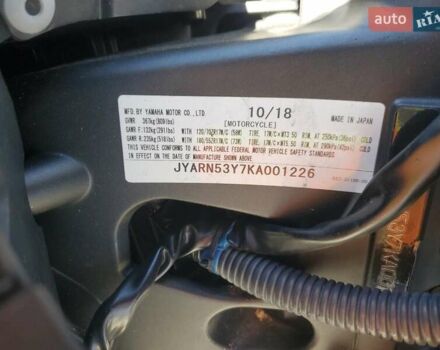 auto RIA
MFD.BY YAMAHA MOTOR CO.,LTD. 10/18 MADE IN JAPAN
GVWR: 367kg(809lbs) [MOTORCYCLE]
GAWR F:132kg(291lbs) WITH 120/70ZR17M/C (58W) TIRE, 17M/C×MT3.50 RIM, AT 250kPa(36psi) COLD
GAWR R:235kg(518lbs) WITH 180/55ZR17M/C (73W) TIRE, 17M/C×MT5.50 RIM, AT 290kPa(42psi) COLD
THIS VEHICLE CONFORMS TO ALL APPLICABLE FEDERAL MOTOR VEHICLE SAFETY STANDARDS
IN EFFECT ON THE DATE OF MANUFACTURE SHOWN ABOVE.
JYARN53Y7KA001226